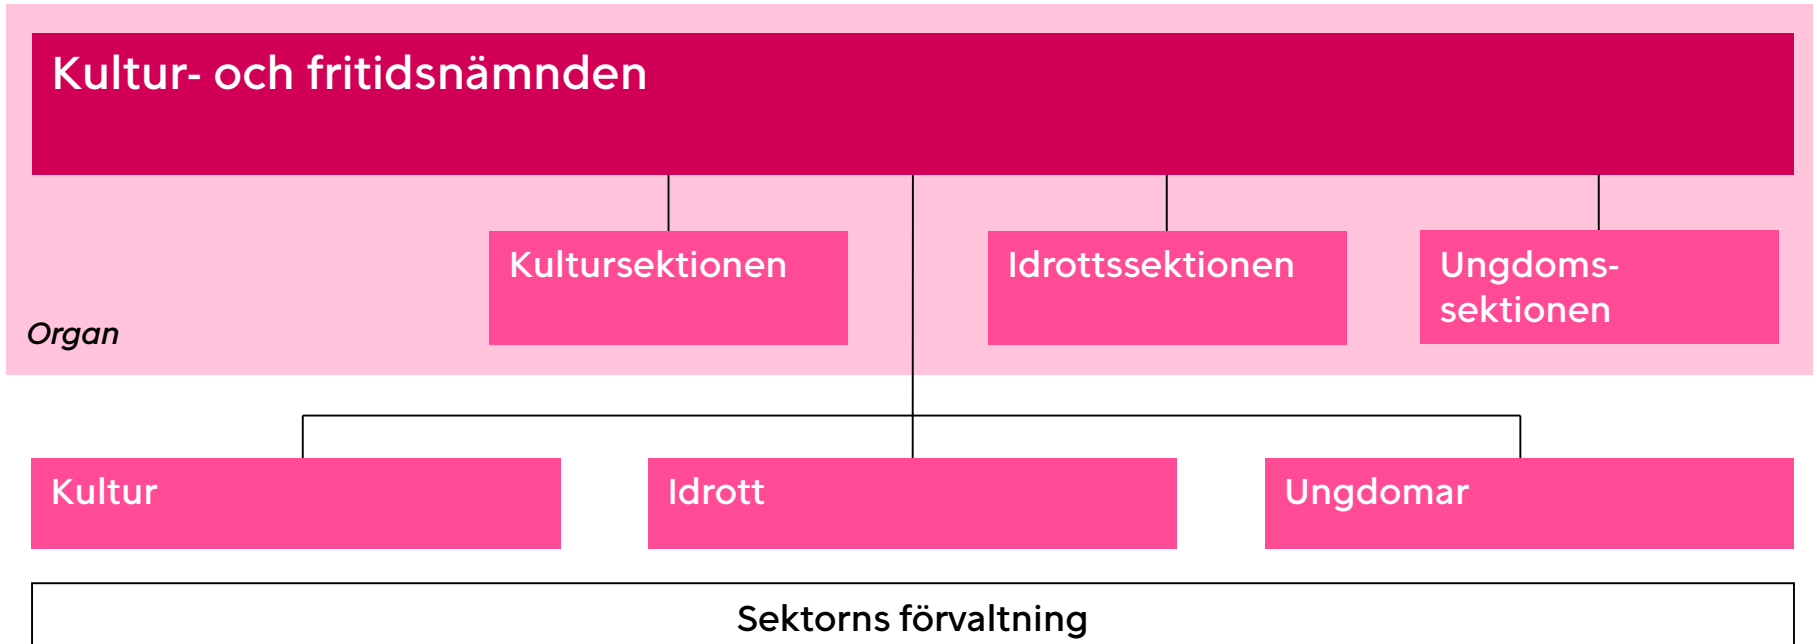 Kultur- och fritidsnämnden
Kultursektionen
Idrottssektionen
Ungdoms-
sektionen
Organ
Kultur
Idrott
Ungdomar
Sektorns förvaltning